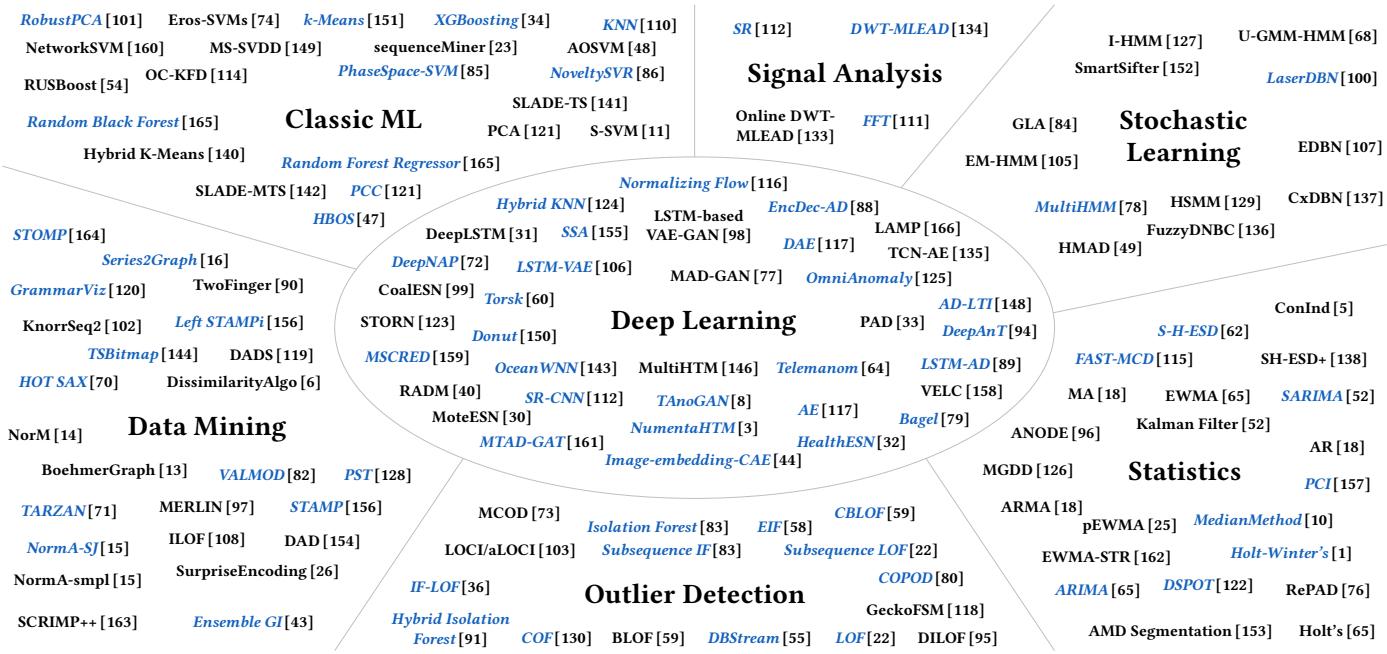 RobustPCA [101]
Eros-SVMs [74]
k-Means [151]
XGBoosting [34]
KNN [110]
NetworkSVM [160]
MS-SVDD [149]
sequenceMiner [23]
AOSVM [48]
RUSBoost [54]
OC-KFD [114]
PhaseSpace-SVM [85]
NoveltySVR [86]
SLADE-TS [141]
Random Black Forest [165]
Classic ML
PCA [121]
S-SVM [11]
Hybrid K-Means [140]
Random Forest Regressor [165]
SLADE-MTS [142]
PCC [121]
HBOS [47]
SR [112]
DWT-MLEAD [134]
Signal Analysis
Online DWT-
MLEAD [133]
FFT [111]
I-HMM [127]
U-GMM-HMM [68]
SmartSifter [152]
LaserDBN [100]
GLA [84]
Stochastic
Learning
EM-HMM [105]
EDBN [107]
MultiHMM [78]
HSMM [129]
CxDBN [137]
FuzzyDNBC [136]
HMAD [49]
STOMP [164]
Series2Graph [16]
GrammarViz [120]
TwoFinger [90]
KnorrSeq2 [102]
Left STAMPi [156]
TSBitmap [144]
DADS [119]
HOT SAX [70]
DissimilarityAlgo [6]
Data Mining
NorM [14]
BoehmerGraph [13]
VALMOD [82]
PST [128]
TARZAN [71]
MERLIN [97]
STAMP [156]
NormA-SJ [15]
ILOF [108]
DAD [154]
NormA-smpl [15]
SurpriseEncoding [26]
SCRIMP++ [163]
Ensemble GI [43]
Normalizing Flow [116]
Hybrid KNN [124]
LSTM-based
VAE-GAN [98]
EncDec-AD [88]
DeepLSTM [31]
SSA [155]
DAE [117]
LAMP [166]
TCN-AE [135]
DeepNAP [72]
LSTM-VAE [106]
MAD-GAN [77]
OmniAnomaly [125]
CoalESN [99]
Torsk [60]
AD-LTI [148]
STORN [123]
Donut [150]
Deep Learning
PAD [33]
DeepAnT [94]
MSCRED [159]
OceanWNN [143]
MultiHTM [146]
Telemanom [64]
LSTM-AD [89]
RADM [40]
SR-CNN [112]
TAnoGAN [8]
AE [117]
VELC [158]
MoteESN [30]
Bagel [79]
MTAD-GAT [161]
NumentaHTM [3]
HealthESN [32]
Image-embedding-CAE [44]
MCOD [73]
Isolation Forest [83]
EIF [58]
CBLOF [59]
LOCI/aLOCI [103]
Subsequence IF [83]
Subsequence LOF [22]
IF-LOF [36]
Outlier Detection
COPOD [80]
GeckoFSM [118]
Hybrid Isolation
Forest [91]
COF [130]
BLOF [59]
DBStream [55]
LOF [22]
DILOF [95]
ConInd [5]
S-H-ESD [62]
FAST-MCD [115]
SH-ESD+ [138]
MA [18]
EWMA [65]
SARIMA [52]
Kalman Filter [52]
ANODE [96]
AR [18]
MGDD [126]
Statistics
PCI [157]
ARMA [18]
pEWMA [25]
MedianMethod [10]
EWMA-STR [162]
Holt-Winter's [1]
ARIMA [65]
DSPOT [122]
RePAD [76]
AMD Segmentation [153]
Holt's [65]